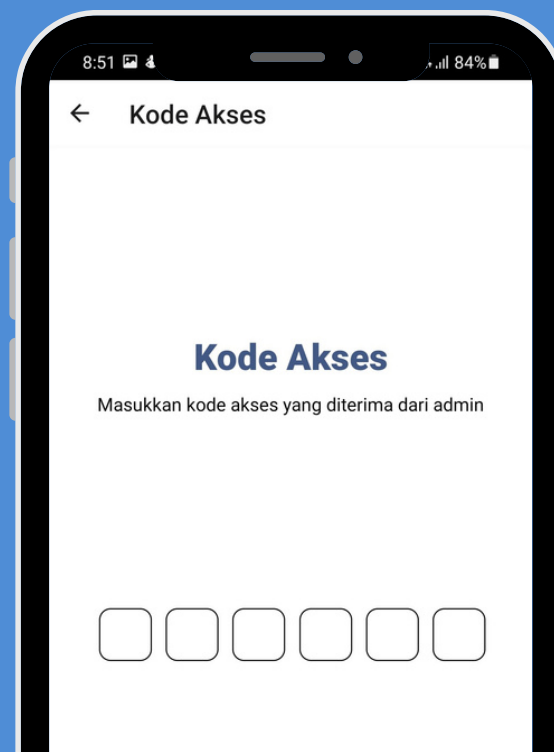 8:51
84%
Kode Akses
Kode Akses
Masukkan kode akses yang diterima dari admin